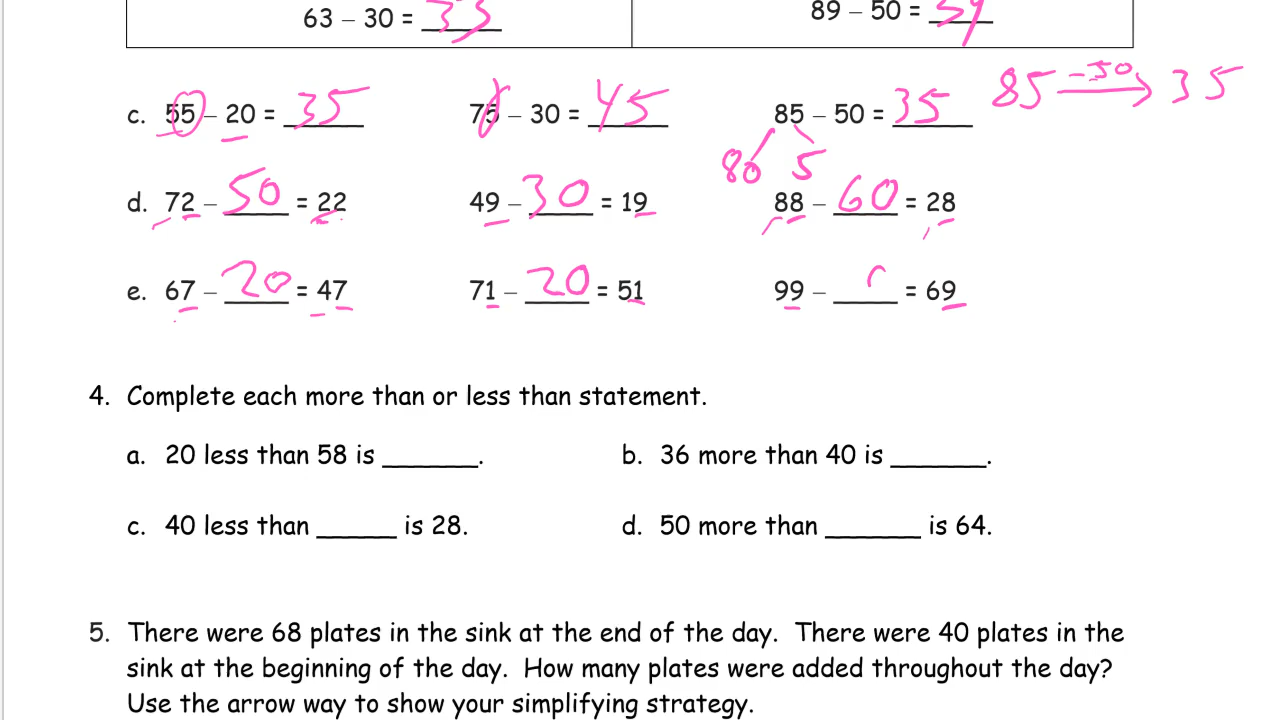 63 – 30 = 33
89 – 50 = 39
c. 55 – 20 = 35 75 – 30 = 45 85 – 50 = 35 85 –50 35
80 5
d. 72 – 50 = 22 49 – 30 = 19 88 – 60 = 28
e. 67 – 20 = 47 71 – 20 = 51 99 – ____ = 69
4. Complete each more than or less than statement.
a. 20 less than 58 is _______. b. 36 more than 40 is _______.
c. 40 less than ______ is 28. d. 50 more than _______ is 64.
5. There were 68 plates in the sink at the end of the day. There were 40 plates in the
sink at the beginning of the day. How many plates were added throughout the day?
Use the arrow way to show your simplifying strategy.